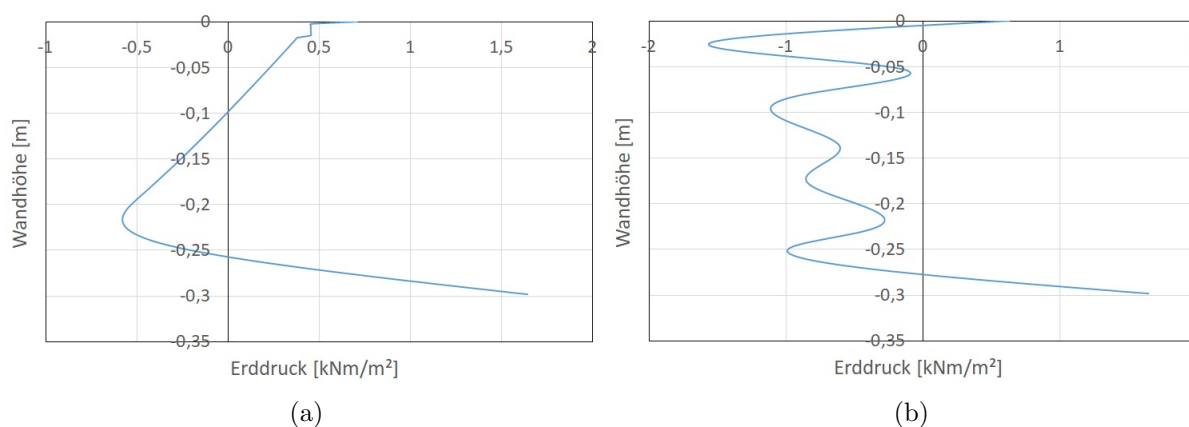 0
-1 -0,5 0 0,5 1 1,5 2
-0,05
-0,1
-0,15
-0,2
-0,25
-0,3
-0,35
Wandhöhe [m]
Erddruck [kNm/m²]
(a)
0
-2 -1 0 1
-0,05
-0,1
-0,15
-0,2
-0,25
-0,3
-0,35
Wandhöhe [m]
Erddruck [kNm/m²]
(b)